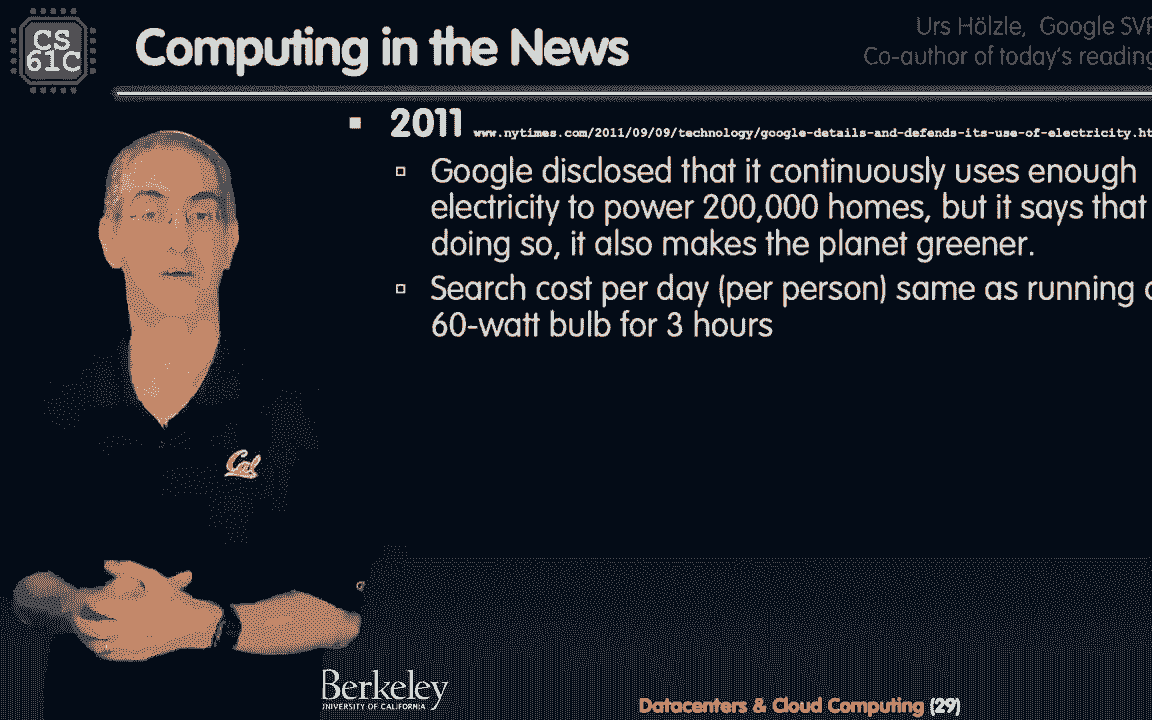 CS
61C
Computing in the News
Urs Hölzle, Google SVP
Co-author of today's reading
2011 www.nytimes.com/2011/09/09/technology/google-details-and-defends-its-use-of-electricity.ht
Google disclosed that it continuously uses enough
electricity to power 200,000 homes, but it says that
doing so, it also makes the planet greener.
Search cost per day (per person) same as running
60-watt bulb for 3 hours
Cal
Berkeley
UNIVERSITY OF CALIFORNIA
Datacenters & Cloud Computing (29)